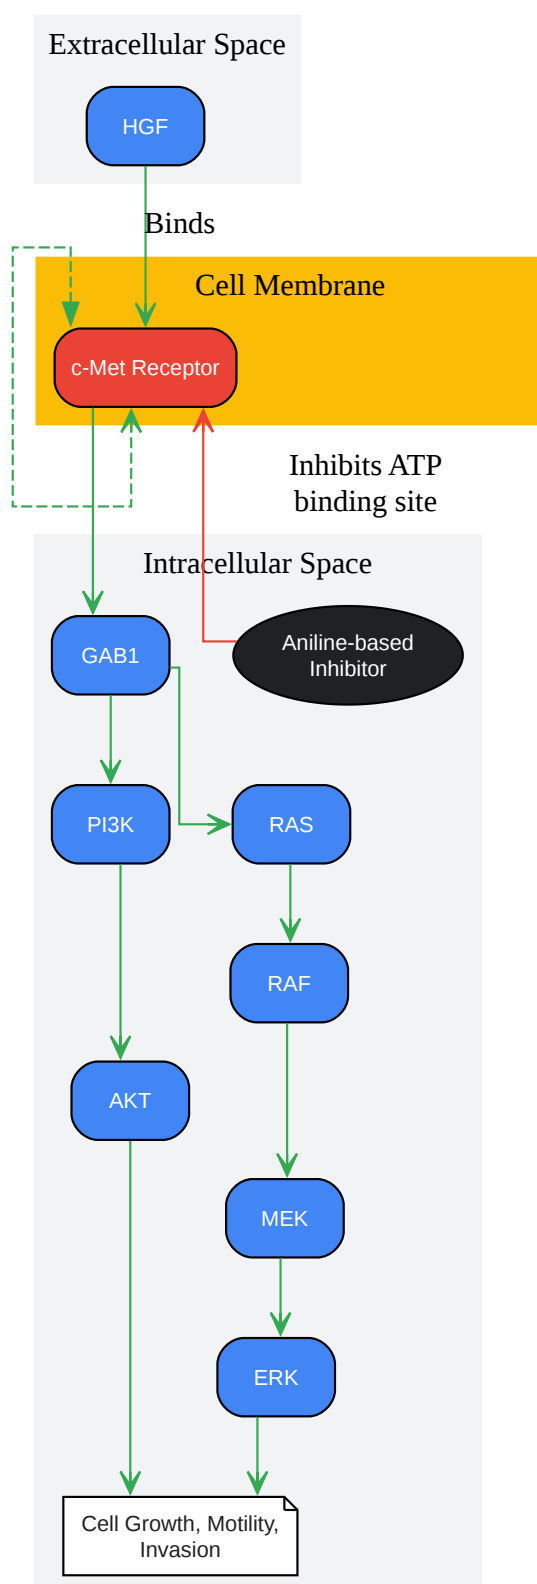 Extracellular Space
HGF
Binds
Cell Membrane
c-Met Receptor
Inhibits ATP
binding site
Intracellular Space
GAB1
Aniline-based
Inhibitor
PI3K
RAS
RAF
AKT
MEK
ERK
Cell Growth, Motility,
Invasion